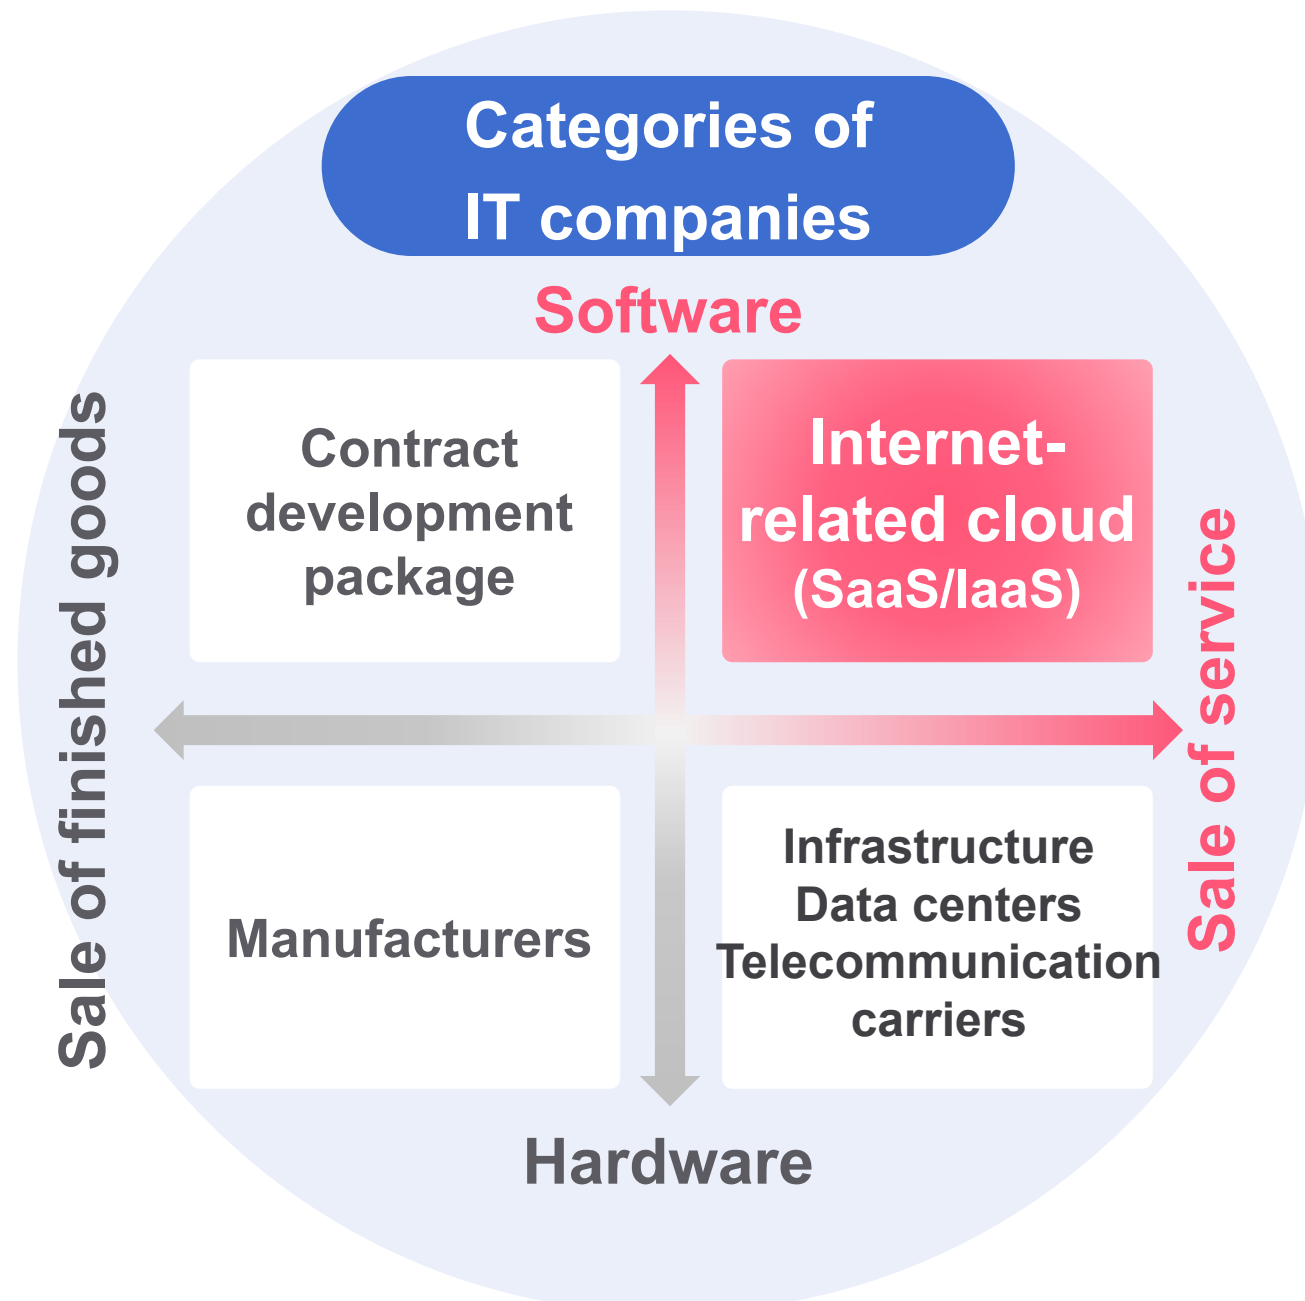 Categories of
IT companies
Software
Sale of finished goods
Contract
development
package
Internet-
related cloud
(SaaS/IaaS)
Sale of service
Manufacturers
Infrastructure
Data centers
Telecommunication
carriers
Hardware